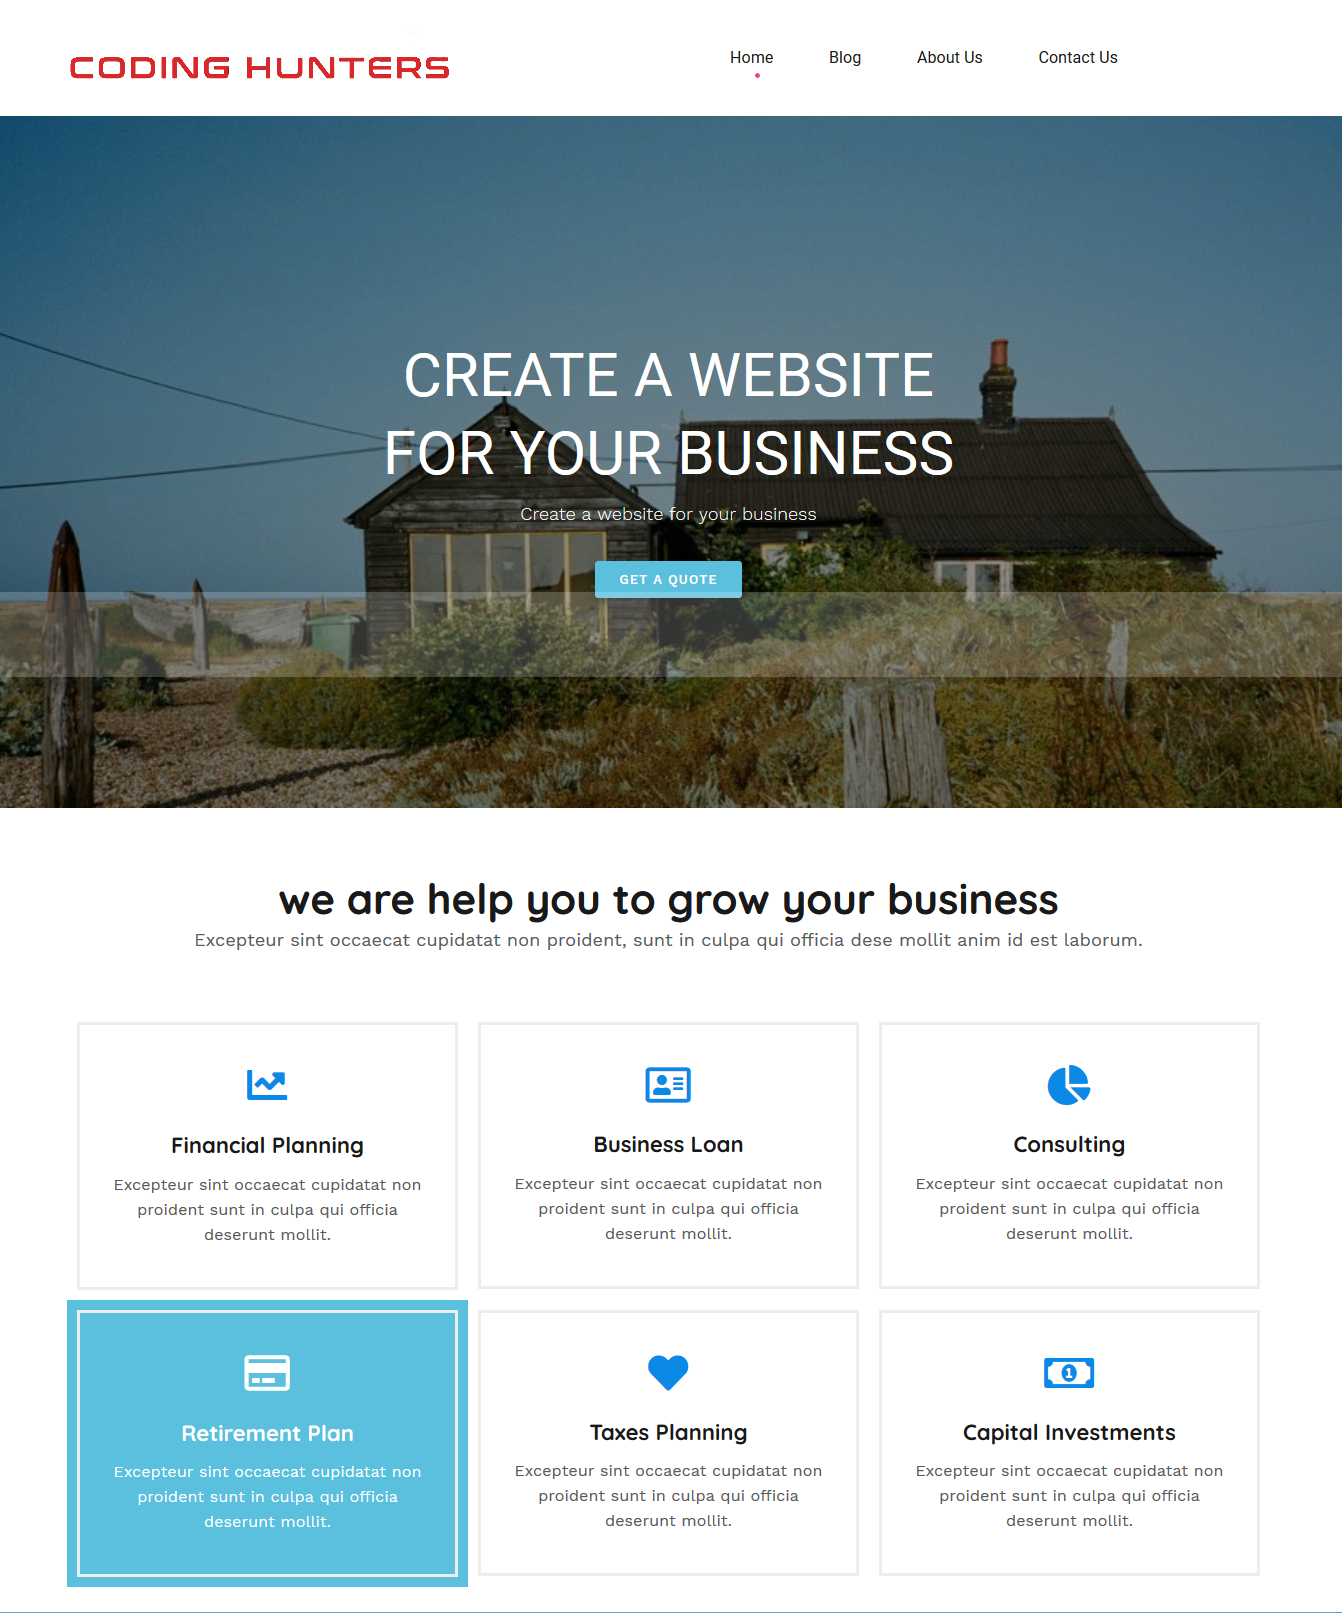 CODING HUNTERS
Home Blog About Us Contact Us
CREATE A WEBSITE
FOR YOUR BUSINESS
Create a website for your business
GET A QUOTE
we are help you to grow your business
Excepteur sint occaecat cupidatat non proident, sunt in culpa qui officia dese mollit anim id est laborum.
Financial Planning
Excepteur sint occaecat cupidatat non
proident sunt in culpa qui officia
deserunt mollit.
Business Loan
Excepteur sint occaecat cupidatat non
proident sunt in culpa qui officia
deserunt mollit.
Consulting
Excepteur sint occaecat cupidatat non
proident sunt in culpa qui officia
deserunt mollit.
Retirement Plan
Excepteur sint occaecat cupidatat non
proident sunt in culpa qui officia
deserunt mollit.
Taxes Planning
Excepteur sint occaecat cupidatat non
proident sunt in culpa qui officia
deserunt mollit.
1
Capital Investments
Excepteur sint occaecat cupidatat non
proident sunt in culpa qui officia
deserunt mollit.